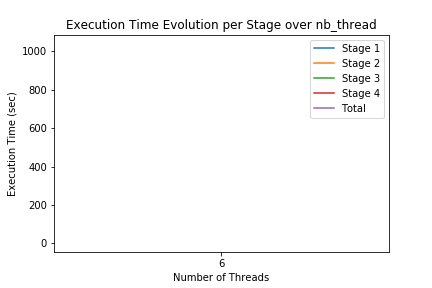 Execution Time Evolution per Stage over nb_thread
1000
800
600
400
200
0
Execution Time (sec)
Stage 1
Stage 2
Stage 3
Stage 4
Total
6
Number of Threads